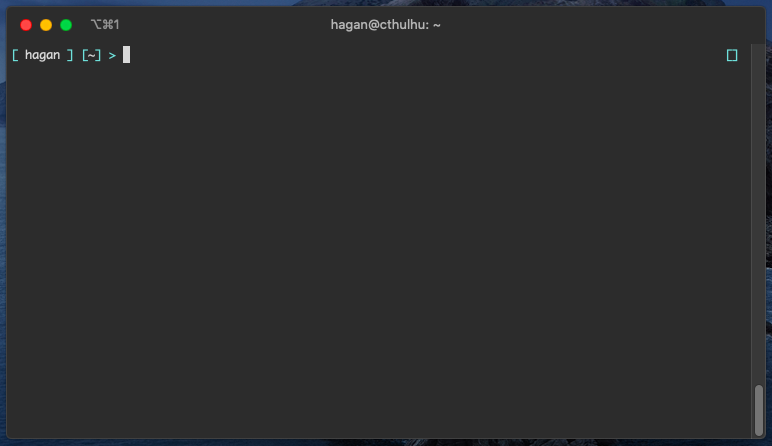 ⌥⌘1
hagan@cthulhu: ~
[ hagan ] [~] > []